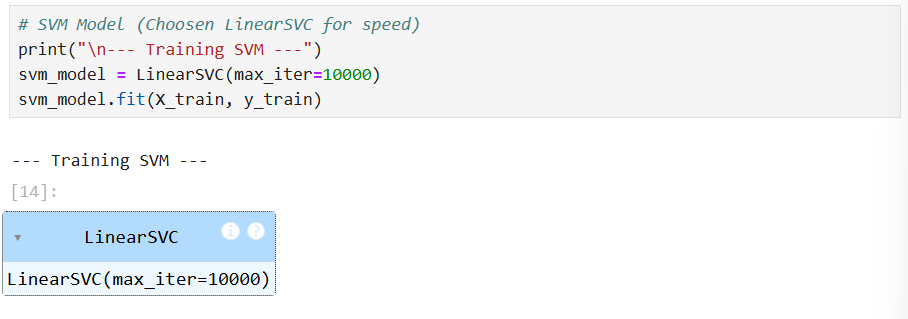 # SVM Model (Choosen LinearSVC for speed)
print("\n--- Training SVM ---")
svm_model = LinearSVC(max_iter=10000)
svm_model.fit(X_train, y_train)
--- Training SVM ---
[14]:
▾ LinearSVC i ?
LinearSVC(max_iter=10000)